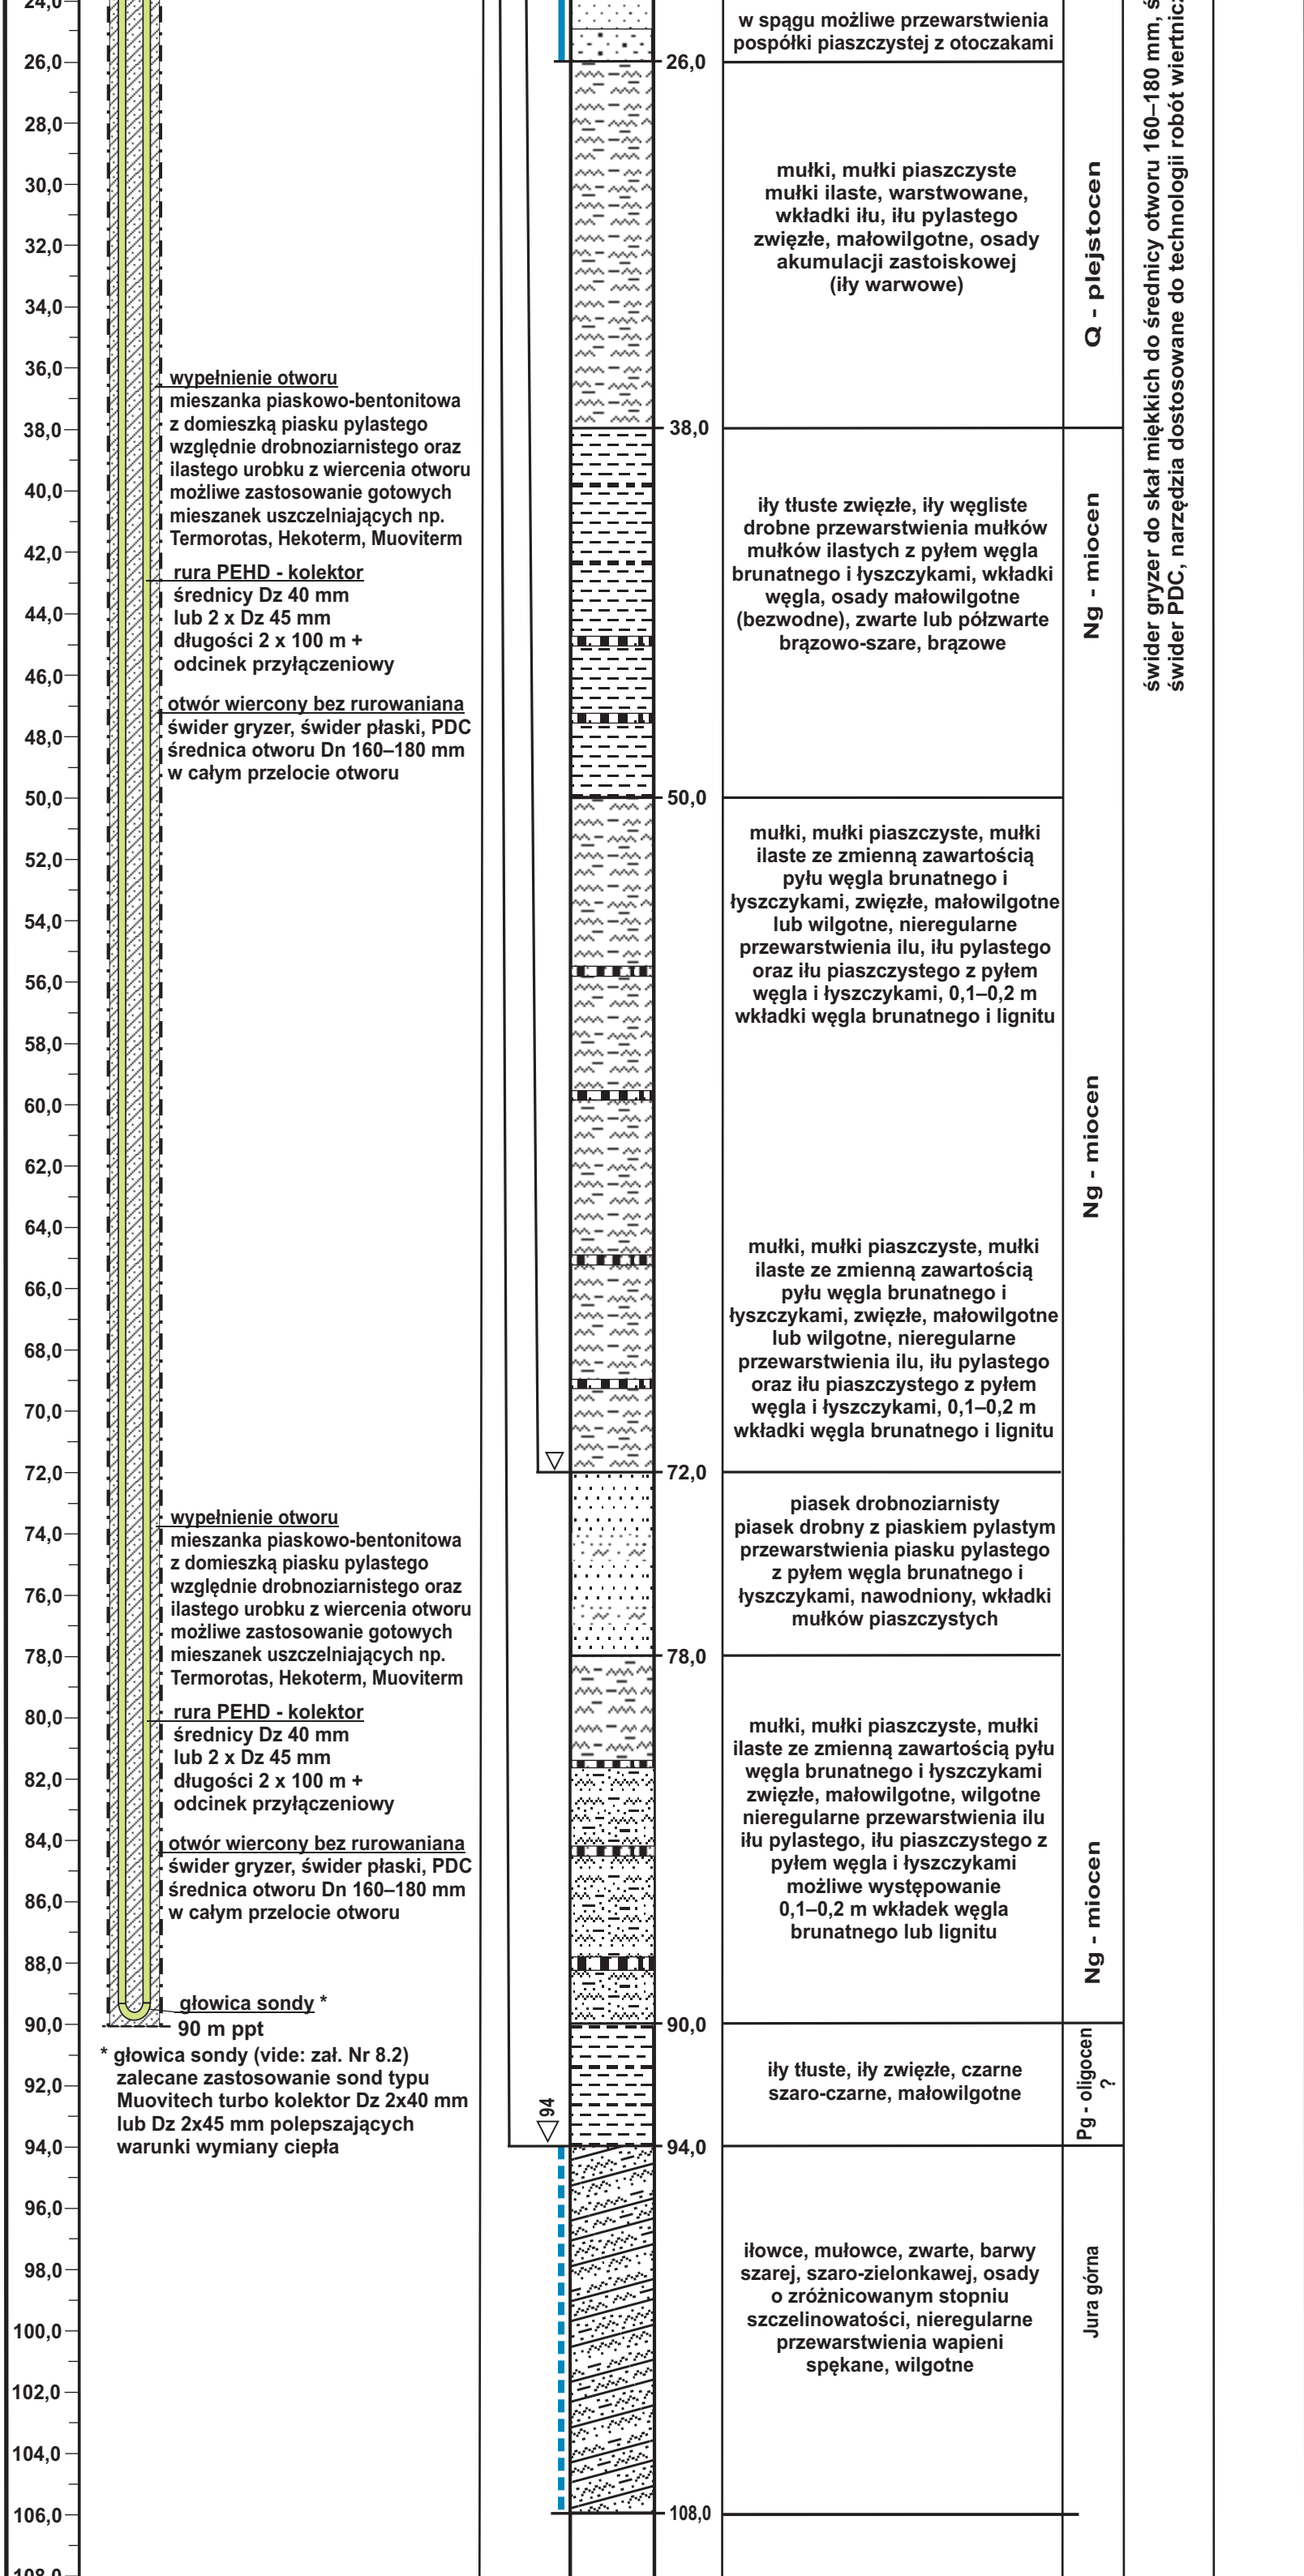 24,0
26,0
28,0
30,0
32,0
34,0
36,0
38,0
40,0
42,0
44,0
46,0
48,0
50,0
52,0
54,0
56,0
58,0
60,0
62,0
64,0
66,0
68,0
70,0
72,0
74,0
76,0
78,0
80,0
82,0
84,0
86,0
88,0
90,0
92,0
94,0
96,0
98,0
100,0
102,0
104,0
106,0
108,0
wypełnienie otworu
mieszanka piaskowo-bentonitowa
z domieszką piasku pylastego
względnie drobnoziarnistego oraz
ilastego urobku z wiercenia otworu
możliwe zastosowanie gotowych
mieszanek uszczelniających np.
Termorotas, Hekoterm, Muoviterm
rura PEHD - kolektor
średnicy Dz 40 mm
lub 2 x Dz 45 mm
długości 2 x 100 m +
odcinek przyłączeniowy
otwór wiercony bez rurowaniana
świder gryzer, świder płaski, PDC
średnica otworu Dn 160–180 mm
w całym przelocie otworu
wypełnienie otworu
mieszanka piaskowo-bentonitowa
z domieszką piasku pylastego
względnie drobnoziarnistego oraz
ilastego urobku z wiercenia otworu
możliwe zastosowanie gotowych
mieszanek uszczelniających np.
Termorotas, Hekoterm, Muoviterm
rura PEHD - kolektor
średnicy Dz 40 mm
lub 2 x Dz 45 mm
długości 2 x 100 m +
odcinek przyłączeniowy
otwór wiercony bez rurowaniana
świder gryzer, świder płaski, PDC
średnica otworu Dn 160–180 mm
w całym przelocie otworu
głowica sondy *
90 m ppt
* głowica sondy (vide: zał. Nr 8.2)
zalecane zastosowanie sond typu
Muovitech turbo kolektor Dz 2x40 mm
lub Dz 2x45 mm polepszających
warunki wymiany ciepła
94
26,0
38,0
50,0
72,0
78,0
90,0
94,0
108,0
w spągu możliwe przewarstwienia
pospółki piaszczystej z otoczakami
mułki, mułki piaszczyste
mułki ilaste, warstwowane,
wkładki iłu, iłu pylastego
zwięzłe, małowilgotne, osady
akumulacji zastoiskowej
(iły warwowe)
iły tłuste zwięzłe, iły węgliste
drobne przewarstwienia mułków
mułków ilastych z pyłem węgla
brunatnego i łyszczykami, wkładki
węgla, osady małowilgotne
(bezwodne), zwarte lub półzwarte
brązowo-szare, brązowe
mułki, mułki piaszczyste, mułki
ilaste ze zmienną zawartością
pyłu węgla brunatnego i
łyszczykami, zwięzłe, małowilgotne
lub wilgotne, nieregularne
przewarstwienia ilu, iłu pylastego
oraz iłu piaszczystego z pyłem
węgla i łyszczykami, 0,1–0,2 m
wkładki węgla brunatnego i lignitu
mułki, mułki piaszczyste, mułki
ilaste ze zmienną zawartością
pyłu węgla brunatnego i
łyszczykami, zwięzłe, małowilgotne
lub wilgotne, nieregularne
przewarstwienia ilu, iłu pylastego
oraz iłu piaszczystego z pyłem
węgla i łyszczykami, 0,1–0,2 m
wkładki węgla brunatnego i lignitu
piasek drobnoziarnisty
piasek drobny z piaskiem pylastym
przewarstwienia piasku pylastego
z pyłem węgla brunatnego i
łyszczykami, nawodniony, wkładki
mułków piaszczystych
mułki, mułki piaszczyste, mułki
ilaste ze zmienną zawartością pyłu
węgla brunatnego i łyszczykami
zwięzłe, małowilgotne, wilgotne
nieregularne przewarstwienia ilu
iłu pylastego, iłu piaszczystego z
pyłem węgla i łyszczykami
możliwe występowanie
0,1–0,2 m wkładek węgla
brunatnego lub lignitu
iły tłuste, iły zwięzłe, czarne
szaro-czarne, małowilgotne
iłowce, mułowce, zwarte, barwy
szarej, szaro-zielonkawej, osady
o zróżnicowanym stopniu
szczelinowatości, nieregularne
przewarstwienia wapieni
spękane, wilgotne
Q - plejstocen
Ng - miocen
Ng - miocen
Ng - miocen
Pg - oligocen
?
Jura górna
świder gryzer do skał miękkich do średnicy otworu 160–180 mm,
świder PDC, narzędzia dostosowane do technologii robót